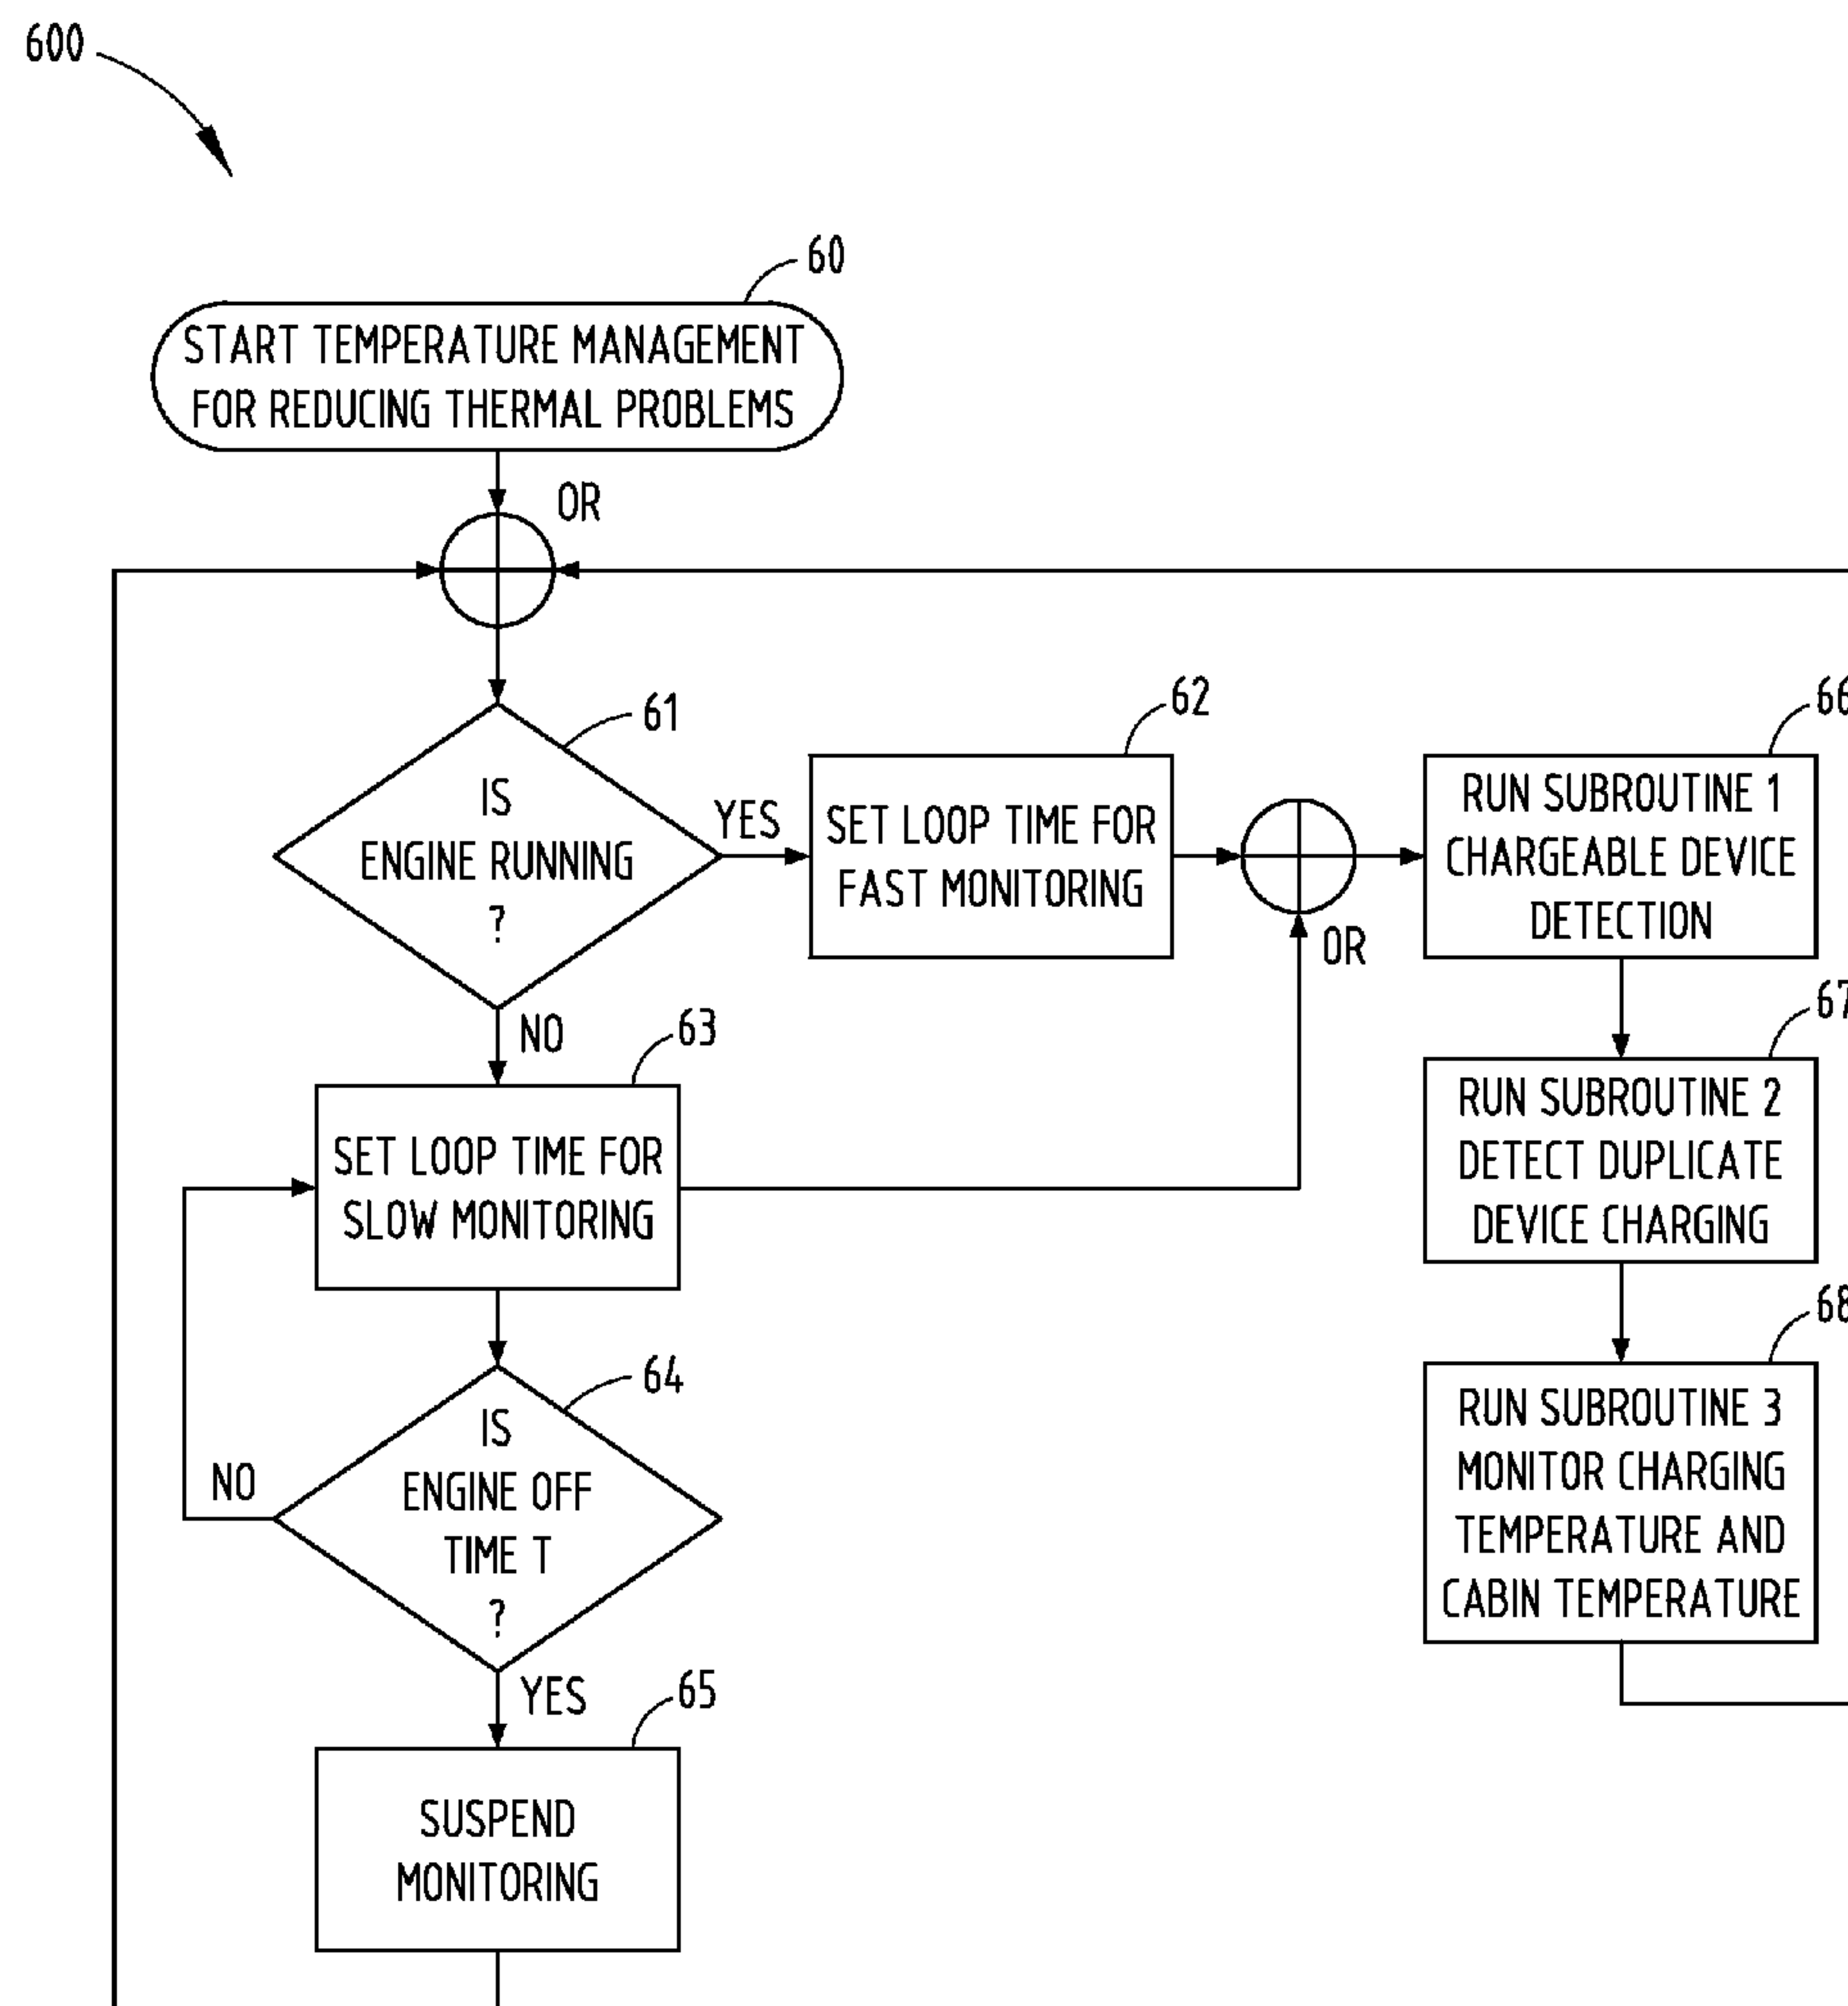 600
60
START TEMPERATURE MANAGEMENT
FOR REDUCING THERMAL PROBLEMS
OR
61
IS
ENGINE RUNNING
?
YES
62
SET LOOP TIME FOR
FAST MONITORING
OR
66
RUN SUBROUTINE 1
CHARGEABLE DEVICE
DETECTION
NO
63
SET LOOP TIME FOR
SLOW MONITORING
67
RUN SUBROUTINE 2
DETECT DUPLICATE
DEVICE CHARGING
64
IS
ENGINE OFF
TIME T
?
NO
YES
68
RUN SUBROUTINE 3
MONITOR CHARGING
TEMPERATURE AND
CABIN TEMPERATURE
65
SUSPEND
MONITORING